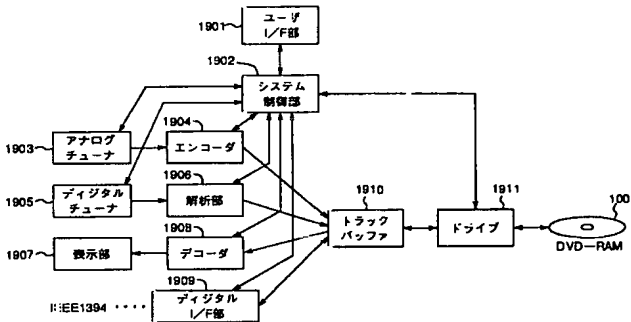 1901
ユーザ
I/F部
1902
システム
制御部
1903
アナログ
チューナ
1904
エンコーダ
1905
ディジタル
チューナ
1906
解析部
1907
表示部
1908
デコーダ
1909
ディジタル
I/F部
IEEE1394
1910
トラック
バッファ
1911
ドライブ
100
DVD-RAM